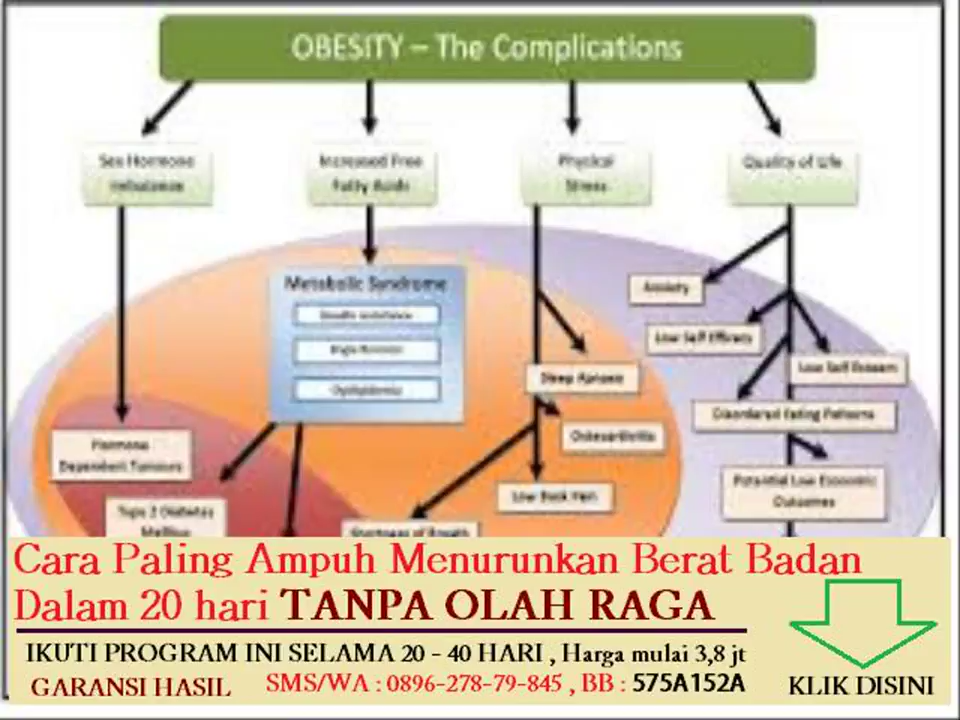 OBESITY – The Complications
Sex Hormone
Imbalance
Increased Free
Fatty Acids
Physical
Stress
Quality of Life
Metabolic Syndrome
Dyslipidemia
Anxiety
Low Self Efficacy
Low Self Esteem
Sleep Apnoea
Disordered Eating Patterns
Osteoarthritis
Hormone
Dependent Tumours
Low Back Pain
Potential Low Economic
Outcomes
Type 2 Diabetes
Mellitus
Shortness of Breath
Cara Paling Ampuh Menurunkan Berat Badan
Dalam 20 hari TANPA OLAH RAGA
IKUTI PROGRAM INI SELAMA 20 - 40 HARI , Harga mulai 3,8 jt
GARANSI HASIL SMS/WA : 0896-278-79-845 , BB : 575A152A
KLIK DISINI